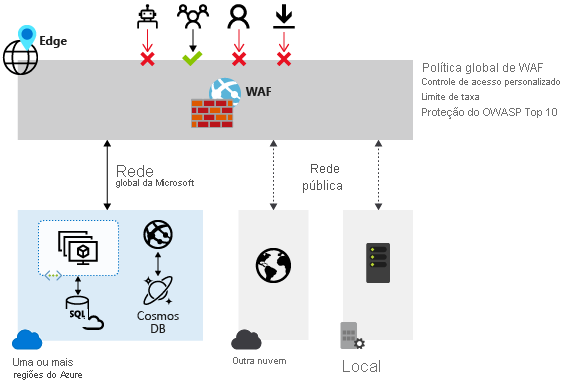 Edge
WAF
Política global de WAF
Controle de acesso personalizado
Limite de taxa
Proteção do OWASP Top 10
Rede
global da Microsoft
Rede
pública
SQL
Cosmos
DB
Uma ou mais
regiões do Azure
Outra nuvem
Local